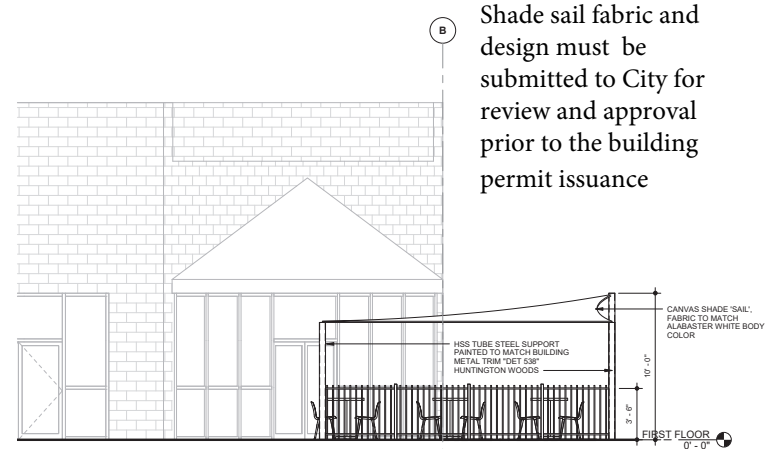 B
Shade sail fabric and
design must be
submitted to City for
review and approval
prior to the building
permit issuance
CANVAS SHADE 'SAIL',
FABRIC TO MATCH
ALABASTER WHITE BODY
COLOR
HSS TUBE STEEL SUPPORT
PAINTED TO MATCH BUILDING
METAL TRIM "DET 538"
HUNTINGTON WOODS
10' - 0"
3' - 6"
FIRST FLOOR
0' - 0"